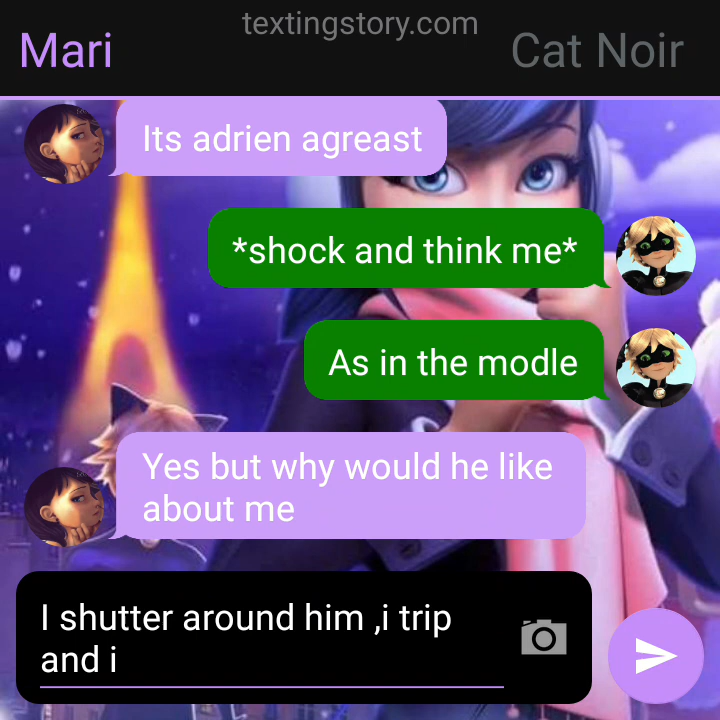 textingstory.com
Mari
Cat Noir
Its adrien agreast
*shock and think me*
As in the modle
Yes but why would he like
about me
I shutter around him ,i trip
and i